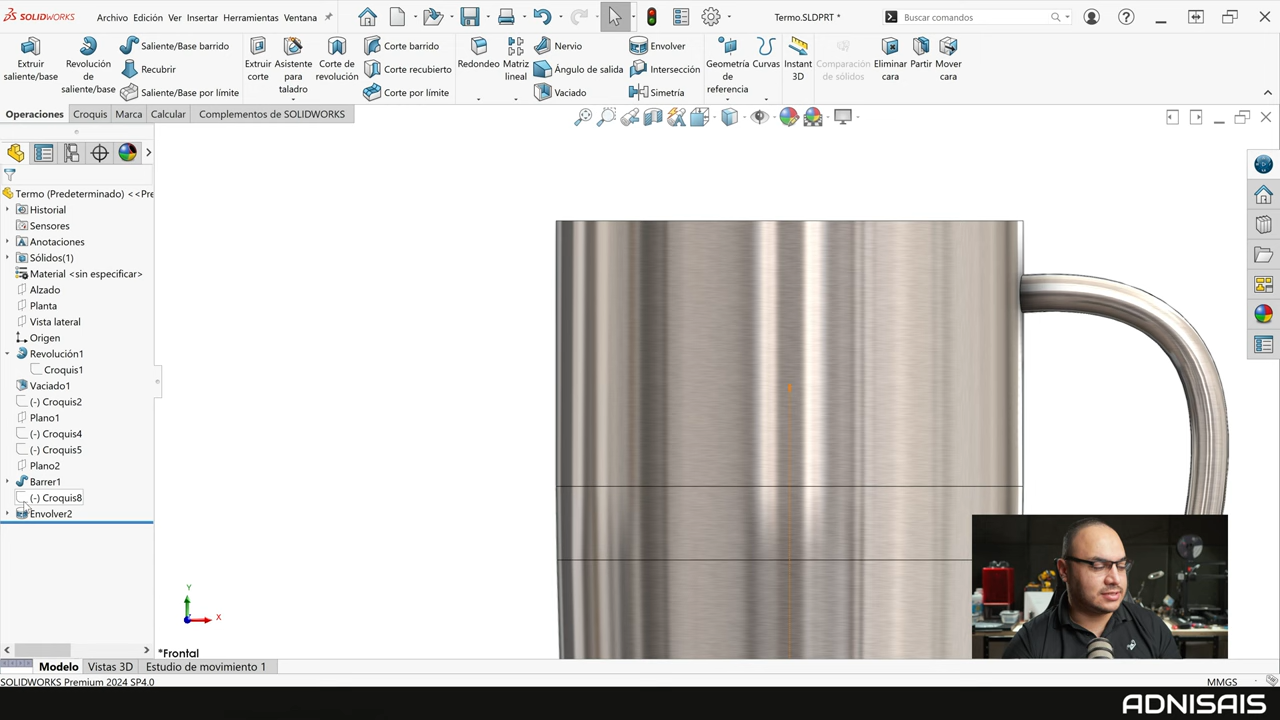 SOLIDWORKS
Archivo Edición Ver Insertar Herramientas Ventana
Termo.SLDPRT *
Buscar comandos
Extruir saliente/base
Revolución de saliente/base
Saliente/Base barrido
Recubrir
Saliente/Base por límite
Extruir corte
Asistente para taladro
Corte de revolución
Corte barrido
Corte recubierto
Corte por límite
Redondeo
Matriz lineal
Nervio
Ángulo de salida
Vaciado
Envolver
Intersección
Simetría
Geometría de referencia
Curvas
Instant 3D
Comparación de sólidos
Eliminar cara
Partir
Mover cara
Operaciones Croquis Marca Calcular Complementos de SOLIDWORKS
Termo (Predeterminado) <<Pre
Historial
Sensores
Anotaciones
Sólidos(1)
Material <sin especificar>
Alzado
Planta
Vista lateral
Origen
Revolución1
Croquis1
Vaciado1
(-) Croquis2
Plano1
(-) Croquis4
(-) Croquis5
Plano2
Barrer1
(-) Croquis8
Envolver2
Y
X
*Frontal
Modelo Vistas 3D Estudio de movimiento 1
SOLIDWORKS Premium 2024 SP4.0
MMGS
ADNISAIS